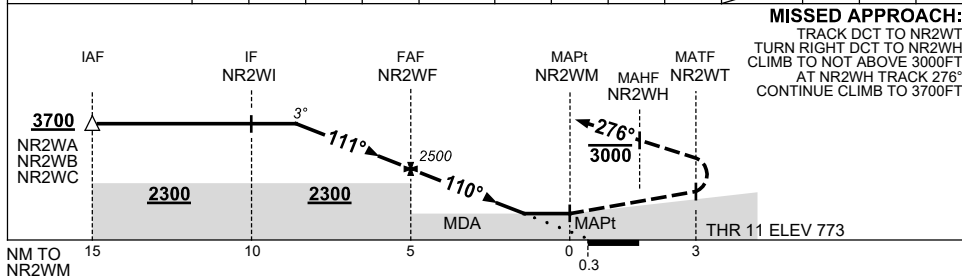 MISSED APPROACH:
TRACK DCT TO NR2WT
TURN RIGHT DCT TO NR2WH
CLIMB TO NOT ABOVE 3000FT
AT NR2WH TRACK 276°
CONTINUE CLIMB TO 3700FT
IAF
IF
NR2WI
FAF
NR2WF
MAPt
NR2WM
MAHF
NR2WH
MATF
NR2WT
3700
NR2WA
NR2WB
NR2WC
3°
111°
2500
110°
276°
3000
2300
2300
MDA
MAPt
THR 11 ELEV 773
NM TO
NR2WM
15
10
5
0
0.3
3